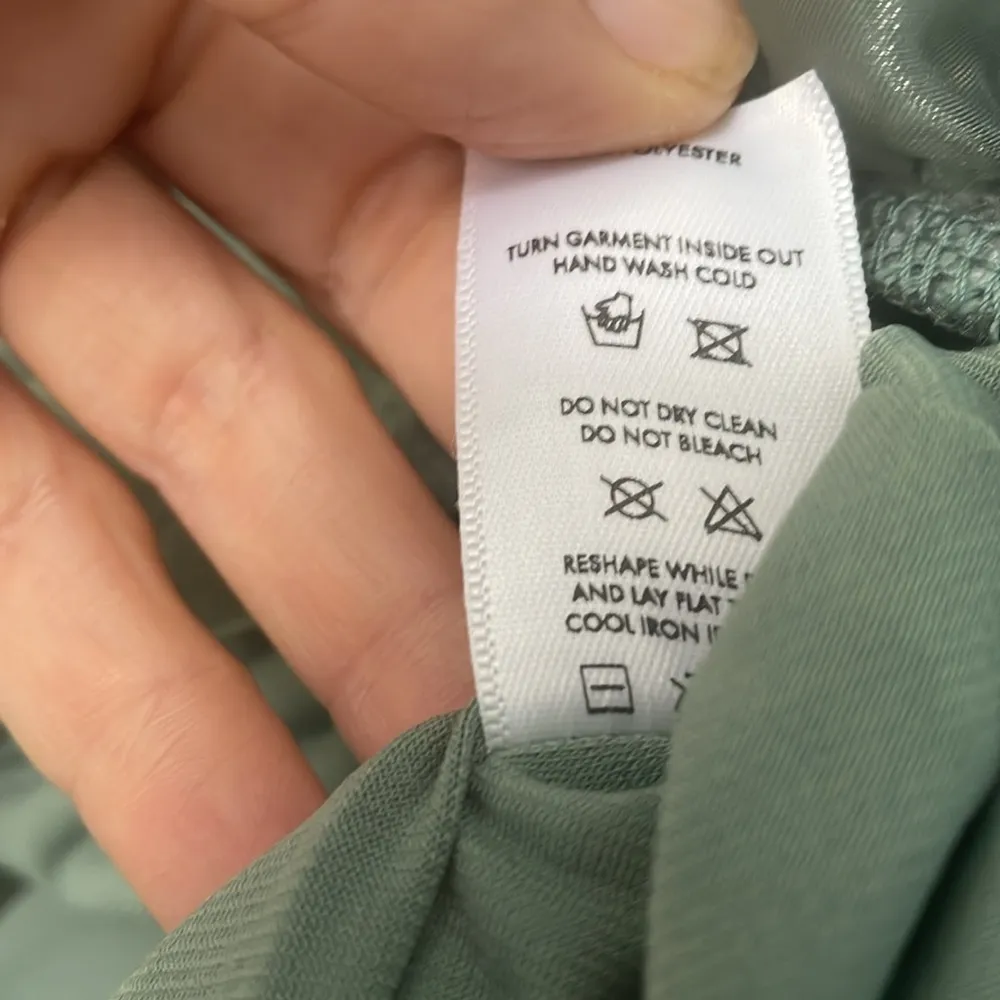 TURN GARMENT INSIDE OUT
HAND WASH COLD
DO NOT DRY CLEAN
DO NOT BLEACH
RESHAPE WHILE
AND LAY FLAT
COOL IRON